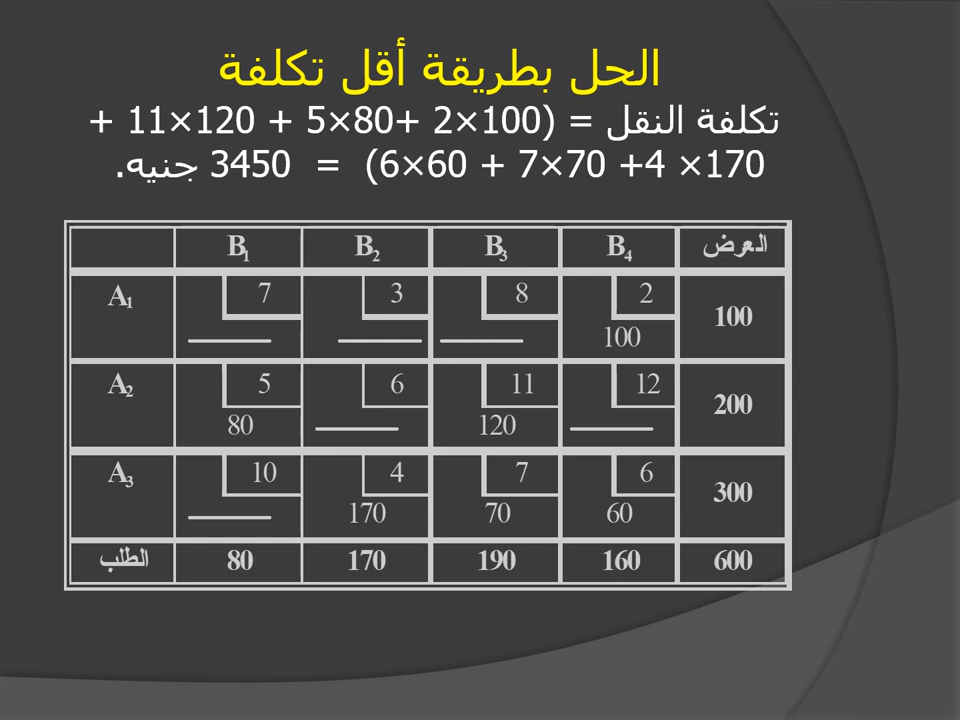 الحل بطريقة أقل تكلفة
تكلفة النقل = (100×2 +80×5 + 120×11 +
170× 4+ 70×7 + 60×6) = 3450 جنيه.
B1 B2 B3 B4 العرض
A1 7 3 8 2 100
100
A2 5 6 11 12 200
80 120
A3 10 4 7 6 300
170 70 60
الطلب 80 170 190 160 600